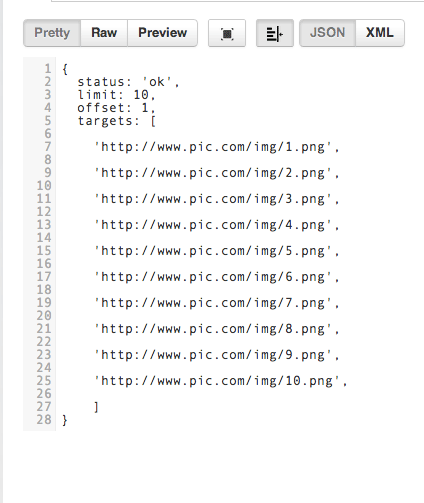 Pretty Raw Preview JSON XML
1 {
2 status: 'ok',
3 limit: 10,
4 offset: 1,
5 targets: [
6
7 'http://www.pic.com/img/1.png',
8
9 'http://www.pic.com/img/2.png',
10
11 'http://www.pic.com/img/3.png',
12
13 'http://www.pic.com/img/4.png',
14
15 'http://www.pic.com/img/5.png',
16
17 'http://www.pic.com/img/6.png',
18
19 'http://www.pic.com/img/7.png',
20
21 'http://www.pic.com/img/8.png',
22
23 'http://www.pic.com/img/9.png',
24
25 'http://www.pic.com/img/10.png',
26
27 ]
28 }